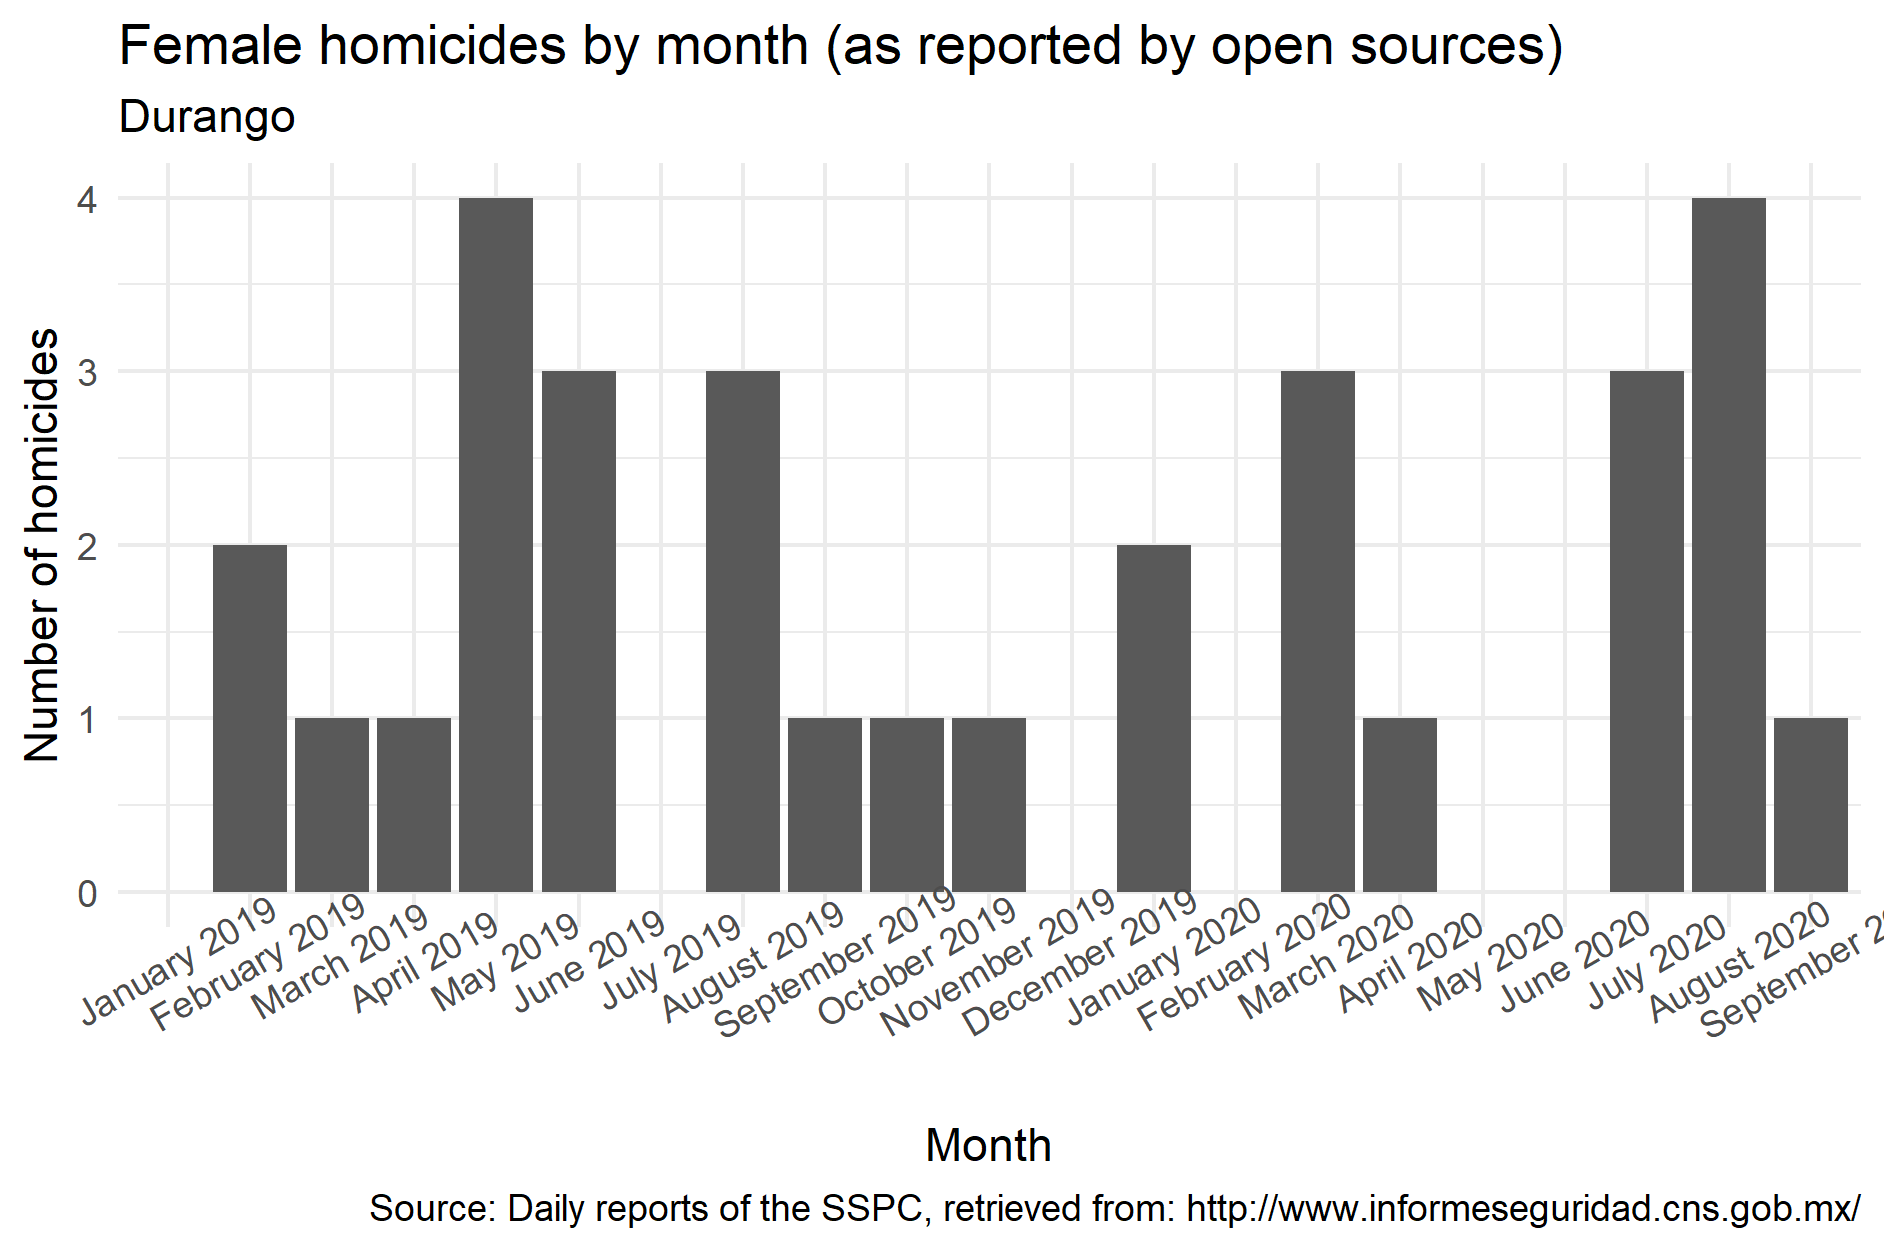 Female homicides by month (as reported by open sources)
Durango
Number of homicides
4
3
2
1
0
January 2019
February 2019
March 2019
April 2019
May 2019
June 2019
July 2019
August 2019
September 2019
October 2019
November 2019
December 2019
January 2020
February 2020
March 2020
April 2020
May 2020
June 2020
July 2020
August 2020
September
Month
Source: Daily reports of the SSPC, retrieved from: http://www.informeseguridad.cns.gob.mx/